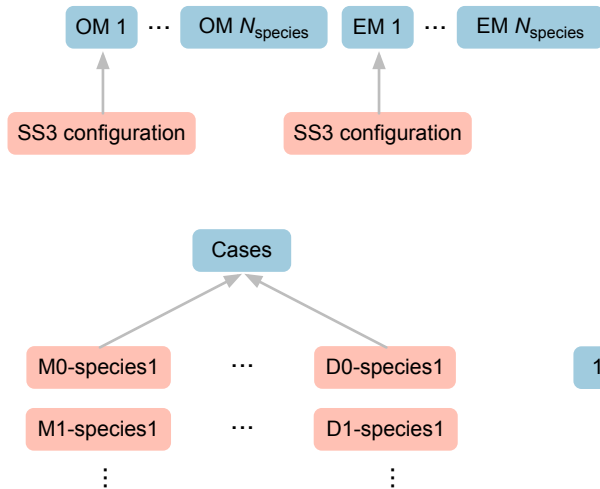 OM 1 ... OM Nspecies EM 1 ... EM Nspecies
SS3 configuration SS3 configuration
Cases
M0-species1 ... D0-species1 1
M1-species1 ... D1-species1
⋮ ⋮